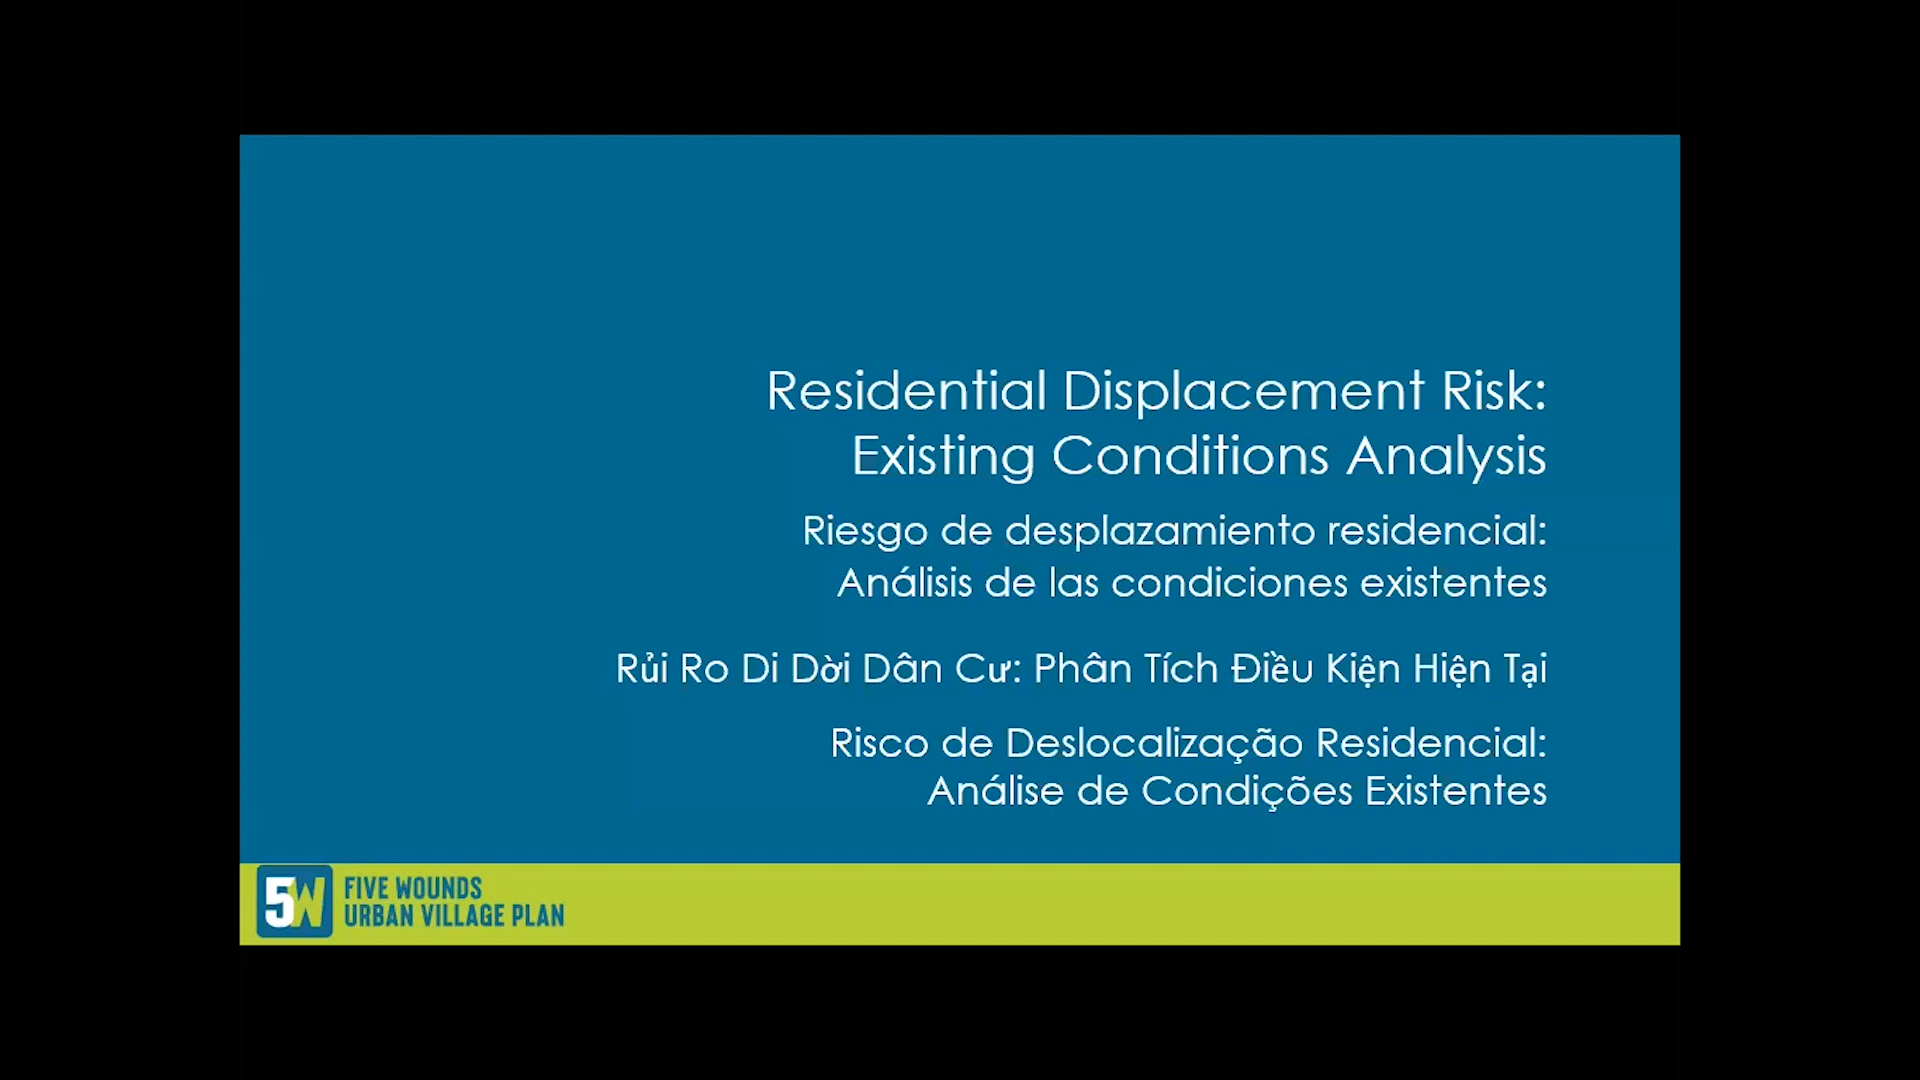 Residential Displacement Risk:
Existing Conditions Analysis
Riesgo de desplazamiento residencial:
Análisis de las condiciones existentes
Rủi Ro Di Dời Dân Cư: Phân Tích Điều Kiện Hiện Tại
Risco de Deslocalização Residencial:
Análise de Condições Existentes
5W
FIVE WOUNDS
URBAN VILLAGE PLAN